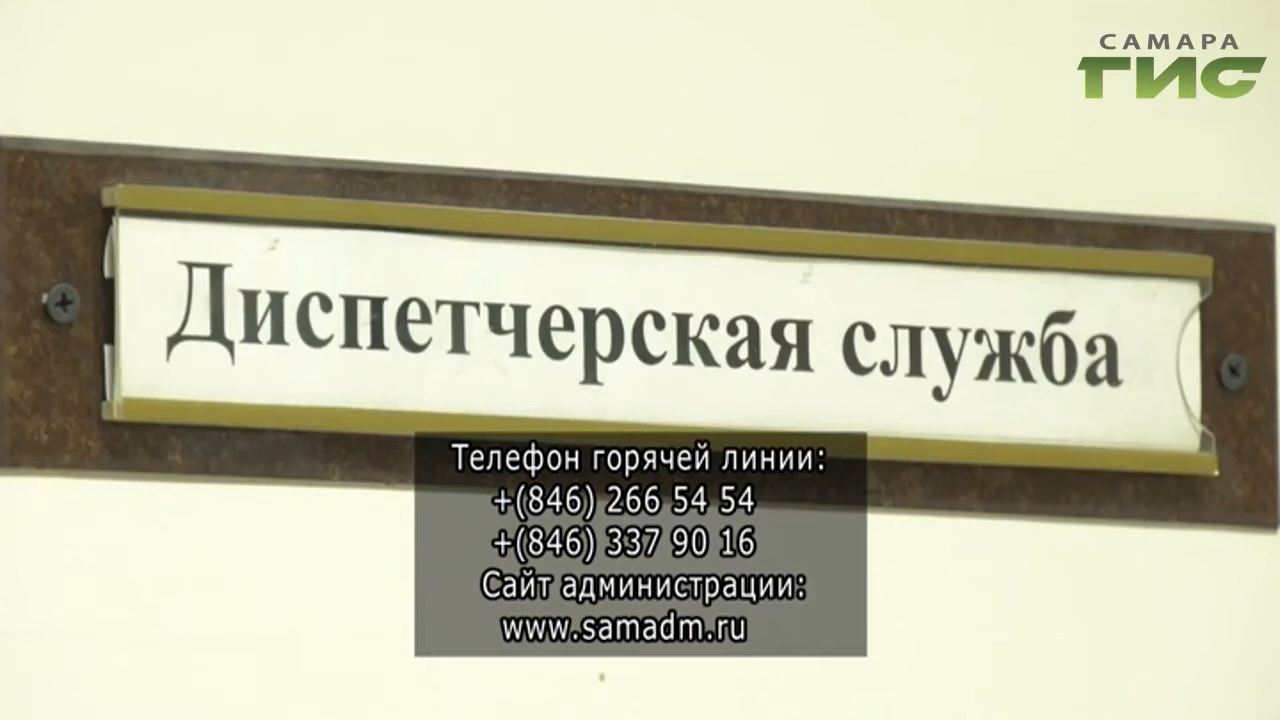 САМАРА
ГИС
Диспетчерская служба
Телефон горячей линии:
+(846) 266 54 54
+(846) 337 90 16
Сайт администрации:
www.samadm.ru